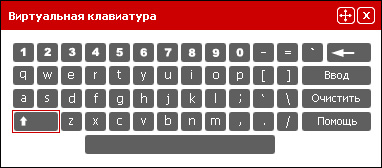 Виртуальная клавиатура
1 2 3 4 5 6 7 8 9 0 - = `
q w e r t y u i o p [ ] Ввод
a s d f g h j k l ; ' \ Очистить
z x c v b n m , . / Помощь